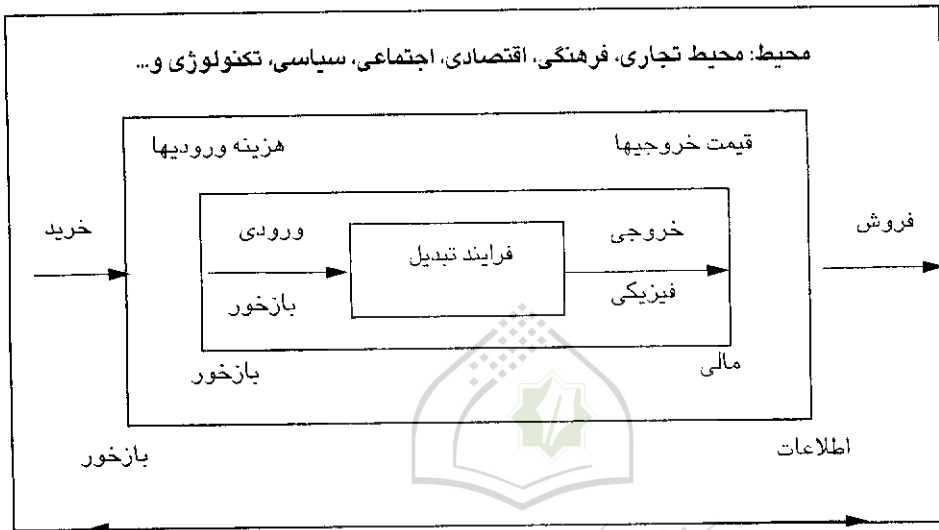 محیط: محیط تجاری، فرهنگی، اقتصادی، اجتماعی، سیاسی، تکنولوژی و...
قیمت خروجیها
هزینه ورودیها
فروش
خروجی
ورودی
خرید
فرایند تبدیل
فیزیکی
بازخور
مالی
بازخور
اطلاعات
بازخور